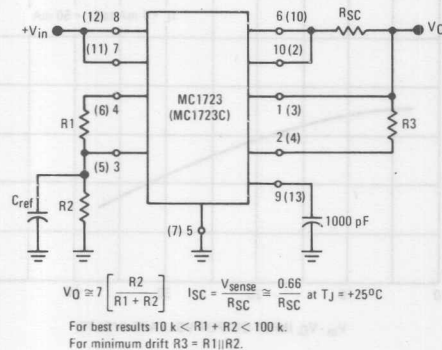 (12) 8
6 (10)
RSC
VO
+Vin
(11) 7
10 (2)
(6) 4
MC1723
(MC1723C)
1 (3)
R1
R3
2 (4)
(5) 3
Cref
R2
9 (13)
(7) 5
1000 pF
VO ≅ 7 [R2 / R1 + R2] ISC = Vsense / RSC ≅ 0.66 / RSC at TJ = +25°C
For best results 10 k < R1 + R2 < 100 k.
For minimum drift R3 = R1||R2.